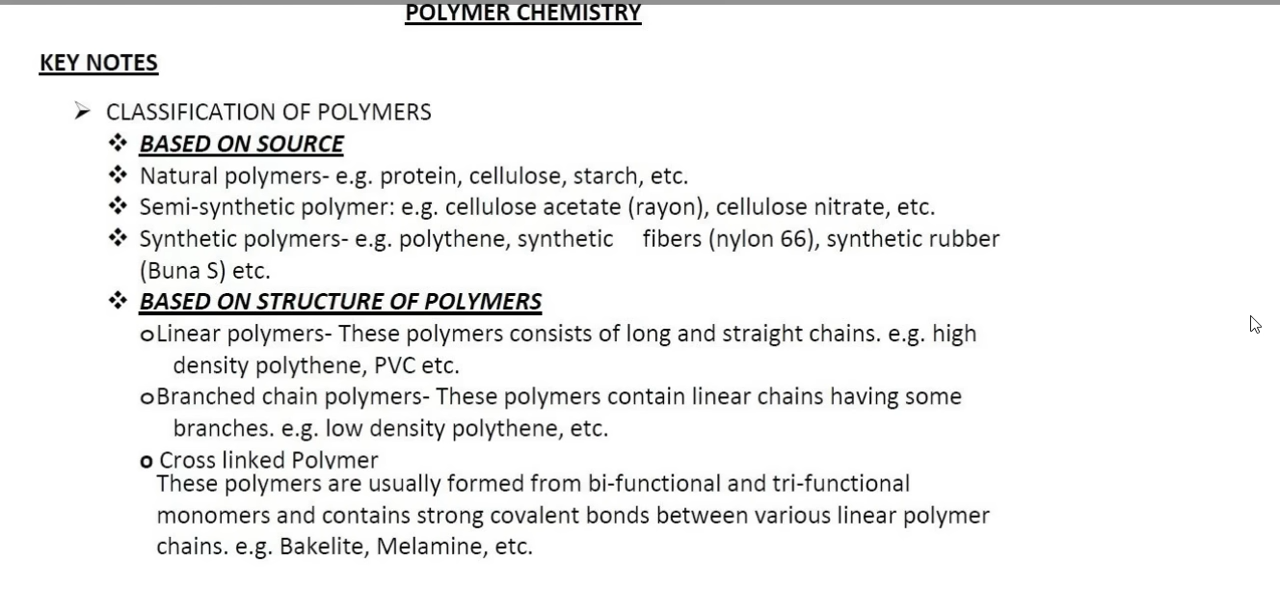 POLYMER CHEMISTRY
KEY NOTES
➢ CLASSIFICATION OF POLYMERS
❖ BASED ON SOURCE
❖ Natural polymers- e.g. protein, cellulose, starch, etc.
❖ Semi-synthetic polymer: e.g. cellulose acetate (rayon), cellulose nitrate, etc.
❖ Synthetic polymers- e.g. polythene, synthetic fibers (nylon 66), synthetic rubber
(Buna S) etc.
❖ BASED ON STRUCTURE OF POLYMERS
oLinear polymers- These polymers consists of long and straight chains. e.g. high
density polythene, PVC etc.
oBranched chain polymers- These polymers contain linear chains having some
branches. e.g. low density polythene, etc.
o Cross linked Polymer
These polymers are usually formed from bi-functional and tri-functional
monomers and contains strong covalent bonds between various linear polymer
chains. e.g. Bakelite, Melamine, etc.